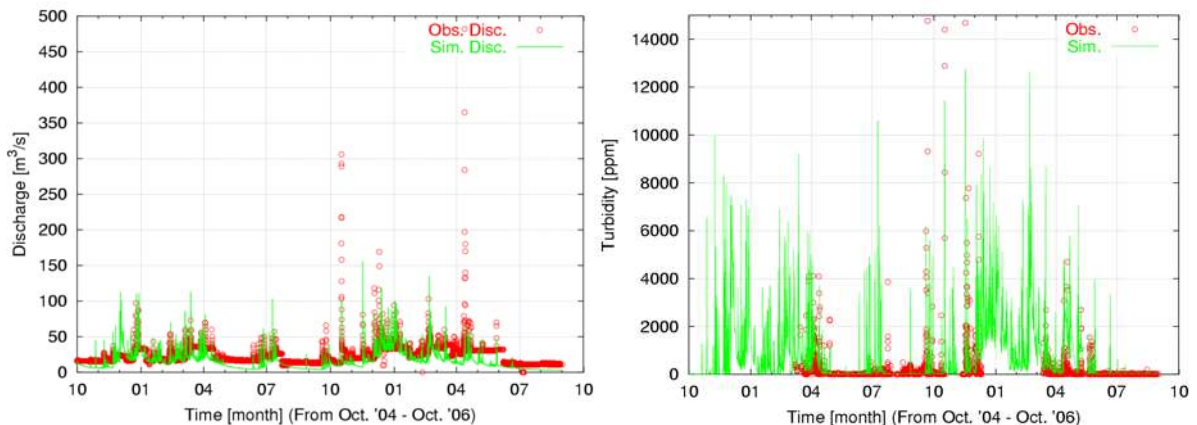 500
450
400
350
300
250
200
150
100
50
0
Discharge [m³/s]
Obs. Disc.
Sim. Disc.
10 01 04 07 10 01 04 07 10
Time [month] (From Oct. '04 - Oct. '06)
14000
12000
10000
8000
6000
4000
2000
0
Turbidity [ppm]
Obs.
Sim.
10 01 04 07 10 01 04 07 10
Time [month] (From Oct. '04 - Oct. '06)